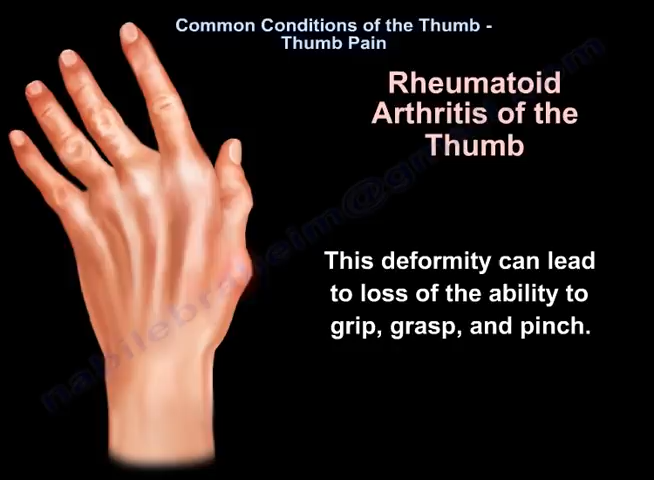 Common Conditions of the Thumb -
Thumb Pain
Rheumatoid
Arthritis of the
Thumb
This deformity can lead
to loss of the ability to
grip, grasp, and pinch.